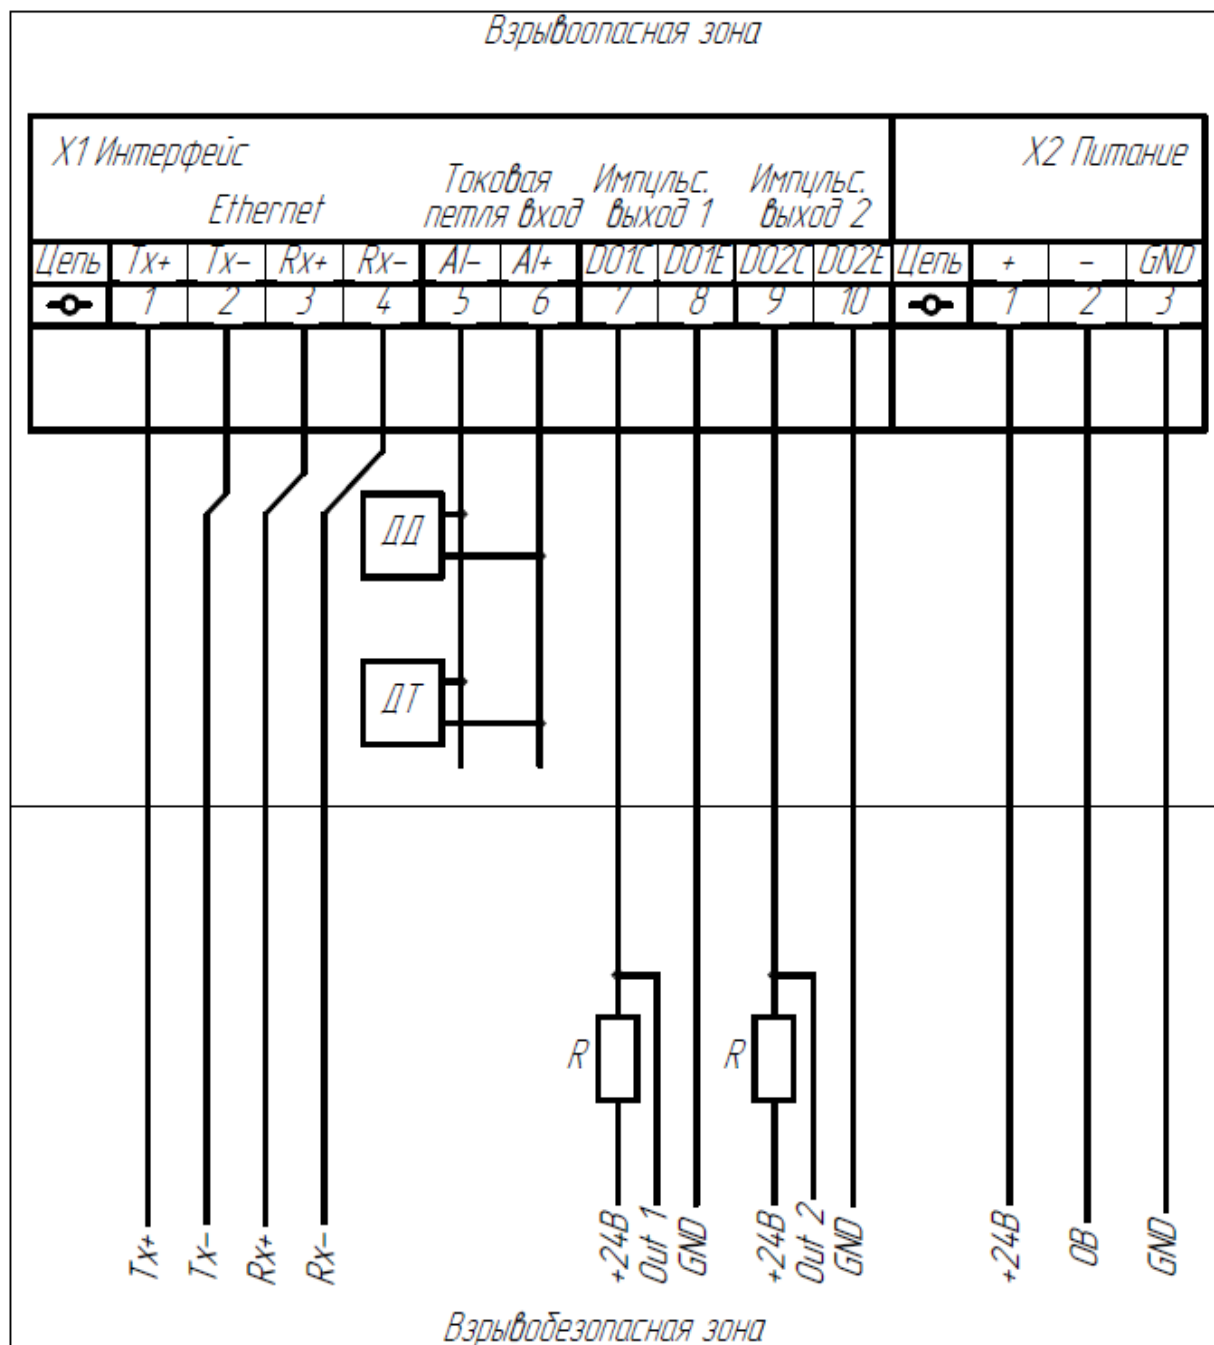 Взрывоопасная зона
X1 Интерфейс
X2 Питание
Ethernet
Токовая петля вход
Импульс. выход 1
Импульс. выход 2
Цепь Tx+ Tx- Rx+ Rx- AI- AI+ DO1C DO1E DO2C DO2E Цепь + - GND
1 2 3 4 5 6 7 8 9 10 1 2 3
ДД
ДТ
R R
Tx+ Tx- Rx+ Rx- +24В Out 1 GND +24В Out 2 GND +24В 0В GND
Взрывобезопасная зона